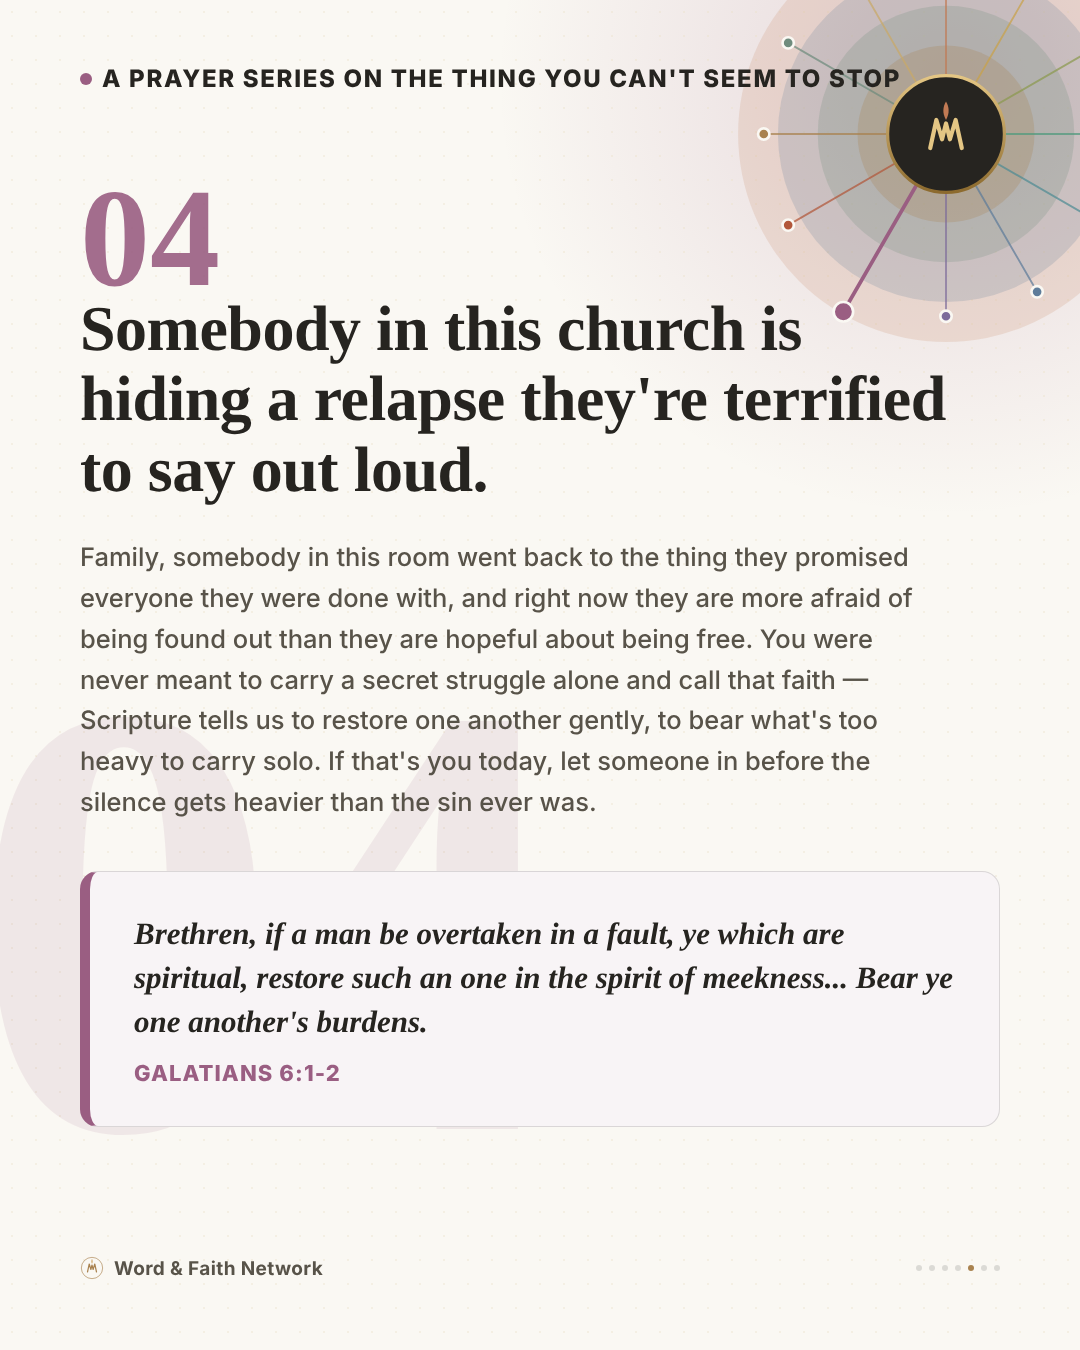 A PRAYER SERIES ON THE THING YOU CAN'T SEEM TO STOP
04
Somebody in this church is
hiding a relapse they're terrified
to say out loud.
Family, somebody in this room went back to the thing they promised
everyone they were done with, and right now they are more afraid of
being found out than they are hopeful about being free. You were
never meant to carry a secret struggle alone and call that faith —
Scripture tells us to restore one another gently, to bear what's too
heavy to carry solo. If that's you today, let someone in before the
silence gets heavier than the sin ever was.
04
Brethren, if a man be overtaken in a fault, ye which are
spiritual, restore such an one in the spirit of meekness... Bear ye
one another's burdens.
GALATIANS 6:1-2
Word & Faith Network